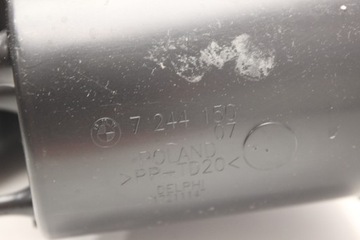 7 244 150
07
POLAND
>PP-TD20<
DELPHI